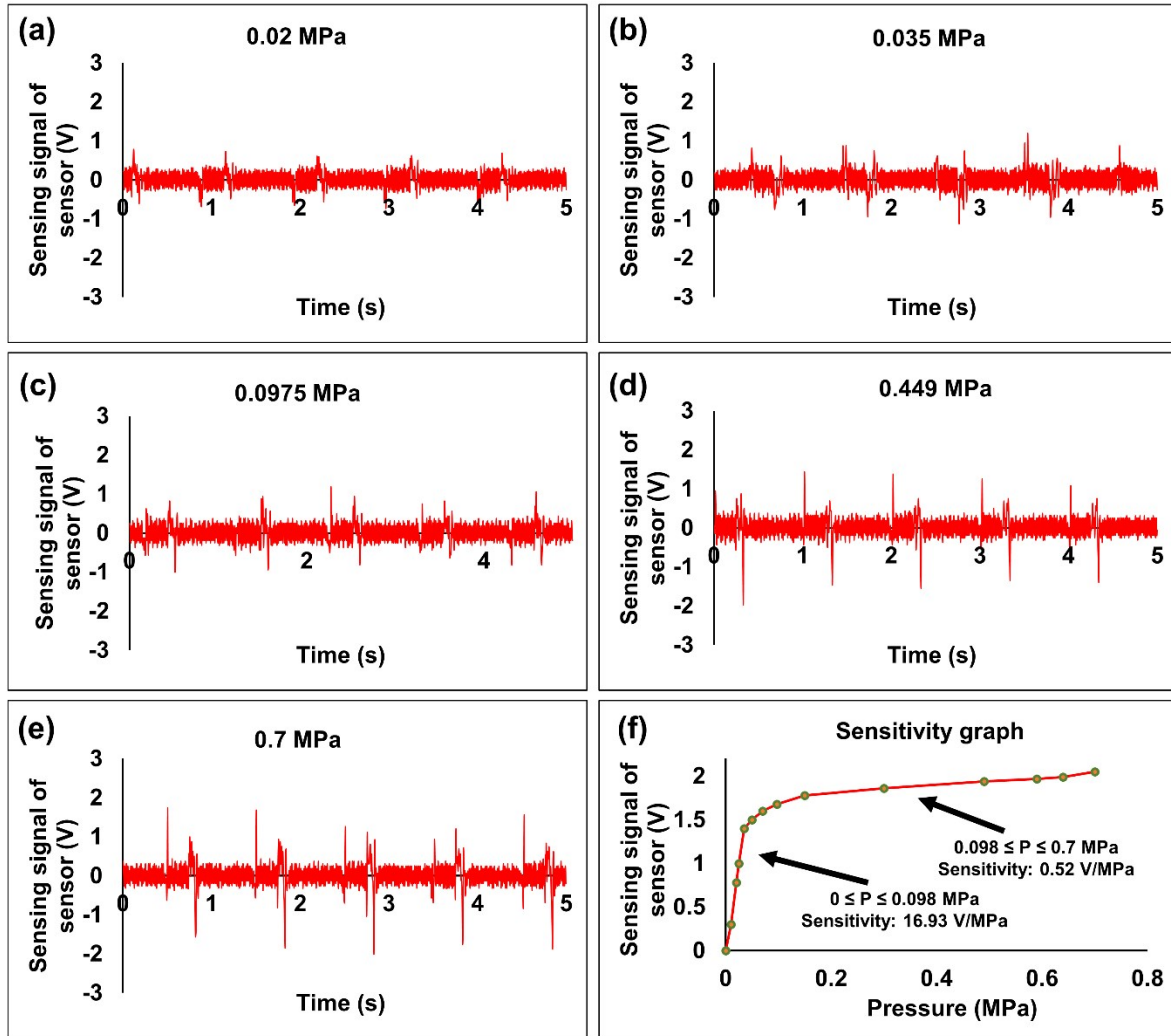 (a)
0.02 MPa
3
2
1
0
-1
-2
-3
0 1 2 3 4 5
Sensing signal of
sensor (V)
Time (s)
(b)
0.035 MPa
3
2
1
0
-1
-2
-3
0 1 2 3 4 5
Sensing signal of
sensor (V)
Time (s)
(c)
0.0975 MPa
3
2
1
0
-1
-2
-3
0 2 4
Sensing signal of
sensor (V)
Time (s)
(d)
0.449 MPa
3
2
1
0
-1
-2
-3
0 1 2 3 4 5
Sensing signal of
sensor (V)
Time (s)
(e)
0.7 MPa
3
2
1
0
-1
-2
-3
0 1 2 3 4 5
Sensing signal of
sensor (V)
Time (s)
(f)
Sensitivity graph
2
1.5
1
0.5
0
0 0.2 0.4 0.6 0.8
Sensing signal of
sensor (V)
0.098 ≤ P ≤ 0.7 MPa
Sensitivity: 0.52 V/MPa
0 ≤ P ≤ 0.098 MPa
Sensitivity: 16.93 V/MPa
Pressure (MPa)